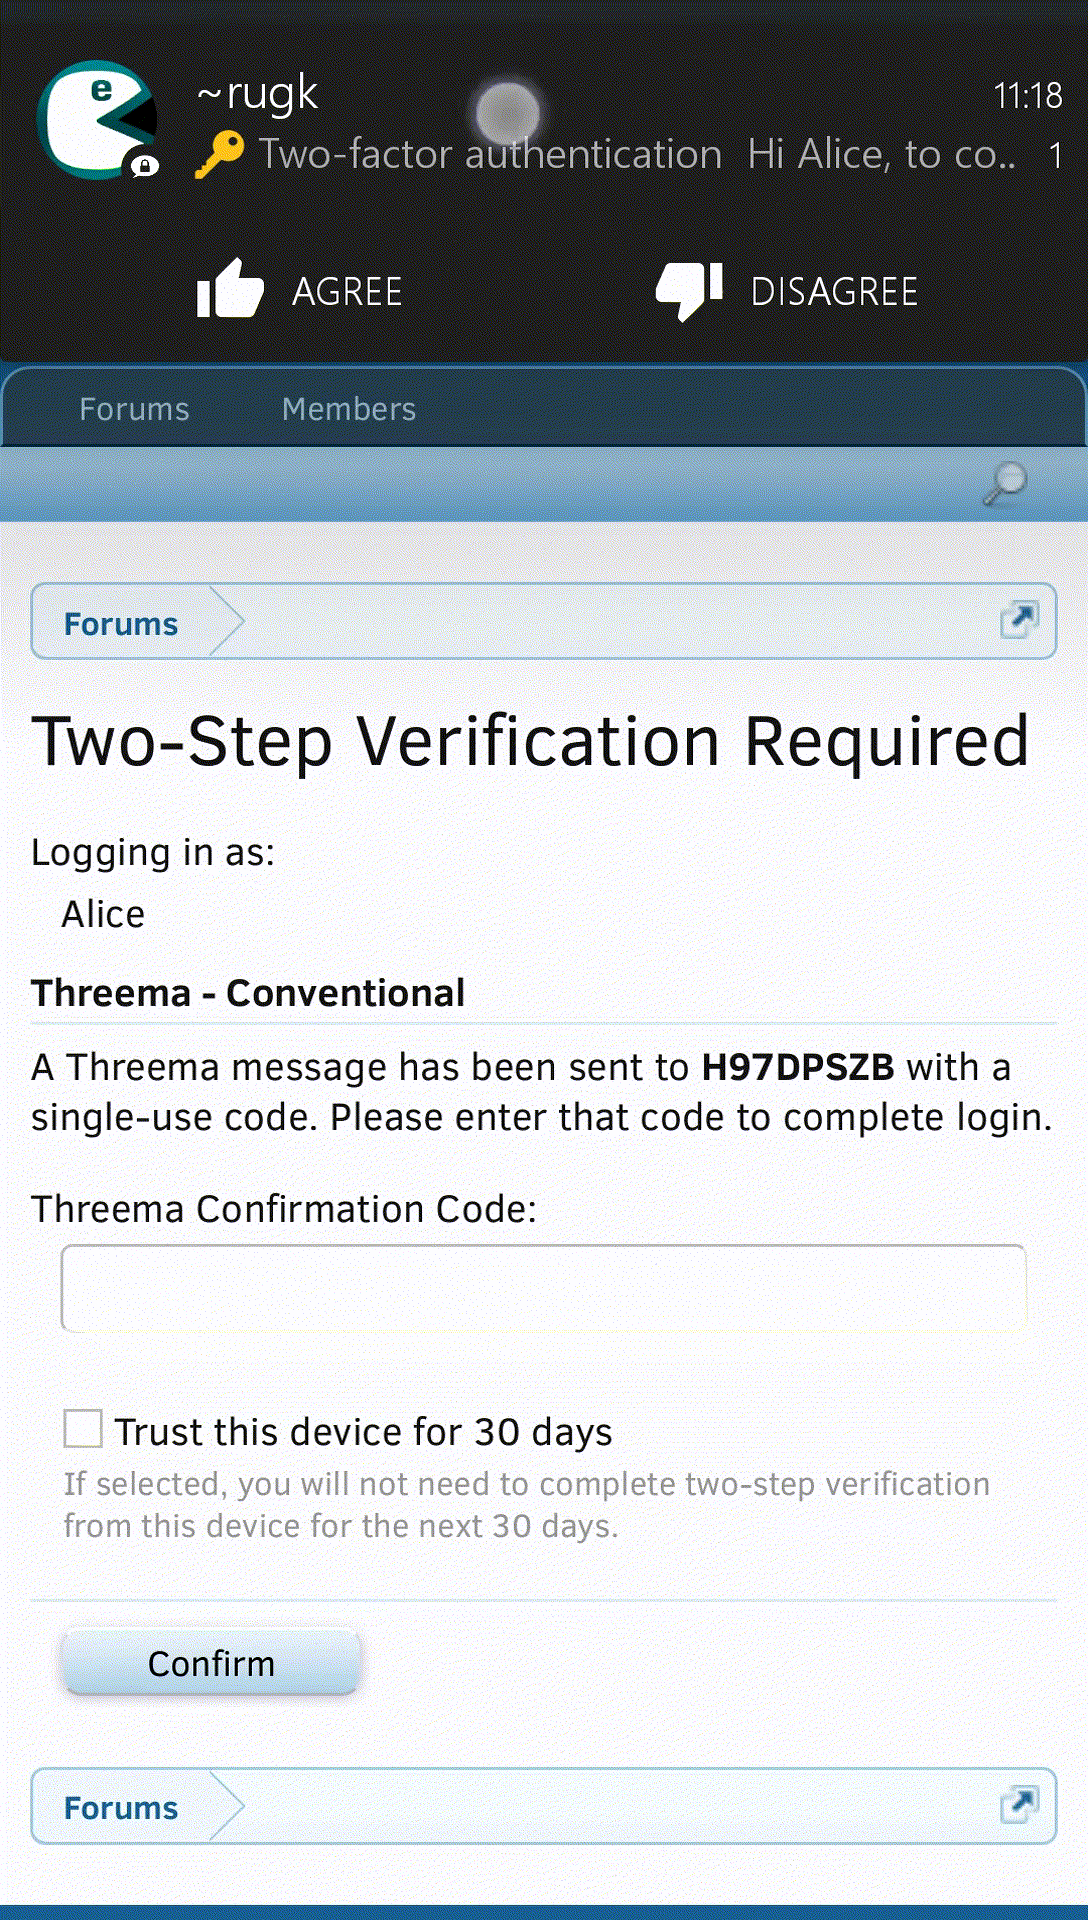 e
~rugk
11:18
🔑 Two-factor authentication Hi Alice, to co..
1
AGREE
DISAGREE
Forums
Members
Forums
Two-Step Verification Required
Logging in as:
Alice
Threema - Conventional
A Threema message has been sent to H97DPSZB with a
single-use code. Please enter that code to complete login.
Threema Confirmation Code:
Trust this device for 30 days
If selected, you will not need to complete two-step verification
from this device for the next 30 days.
Confirm
Forums